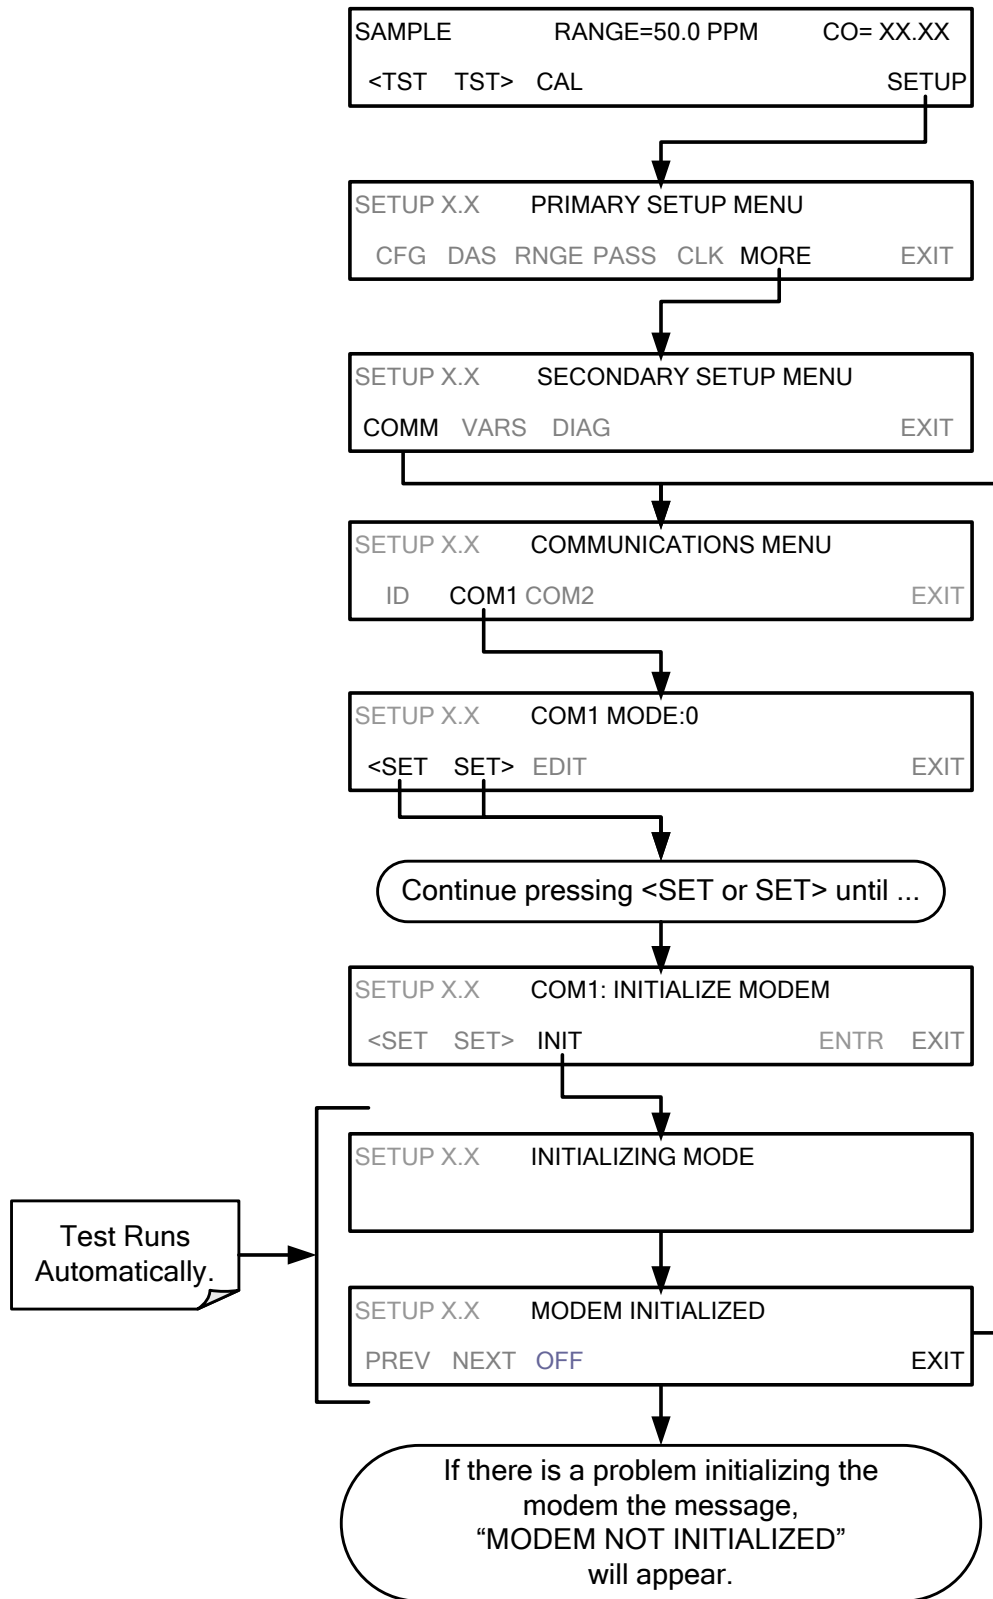 SAMPLE RANGE=50.0 PPM CO= XX.XX
<TST TST> CAL SETUP
SETUP X.X PRIMARY SETUP MENU
CFG DAS RNGE PASS CLK MORE EXIT
SETUP X.X SECONDARY SETUP MENU
COMM VARS DIAG EXIT
SETUP X.X COMMUNICATIONS MENU
ID COM1 COM2 EXIT
SETUP X.X COM1 MODE:0
<SET SET> EDIT EXIT
Continue pressing <SET or SET> until ...
SETUP X.X COM1: INITIALIZE MODEM
<SET SET> INIT ENTR EXIT
SETUP X.X INITIALIZING MODE
Test Runs
Automatically.
SETUP X.X MODEM INITIALIZED
PREV NEXT OFF EXIT
If there is a problem initializing the
modem the message,
“MODEM NOT INITIALIZED”
will appear.